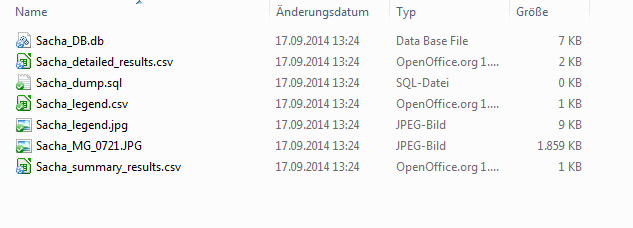 Name Änderungsdatum Typ Größe
Sacha_DB.db 17.09.2014 13:24 Data Base File 7 KB
Sacha_detailed_results.csv 17.09.2014 13:24 OpenOffice.org 1.... 2 KB
Sacha_dump.sql 17.09.2014 13:24 SQL-Datei 0 KB
Sacha_legend.csv 17.09.2014 13:24 OpenOffice.org 1.... 1 KB
Sacha_legend.jpg 17.09.2014 13:24 JPEG-Bild 9 KB
Sacha_MG_0721.JPG 17.09.2014 13:24 JPEG-Bild 1.859 KB
Sacha_summary_results.csv 17.09.2014 13:24 OpenOffice.org 1.... 1 KB